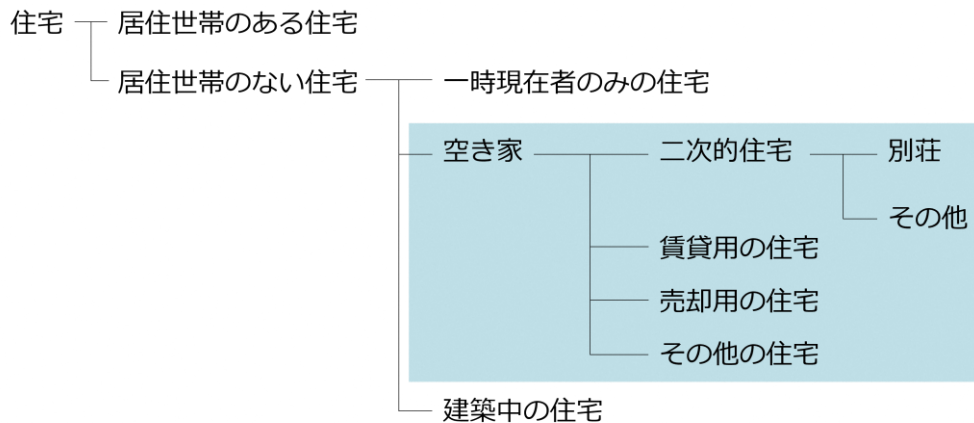 住宅 居住世帯のある住宅
居住世帯のない住宅 一時現在者のみの住宅
空き家 二次的住宅 別荘
その他
賃貸用の住宅
売却用の住宅
その他の住宅
建築中の住宅